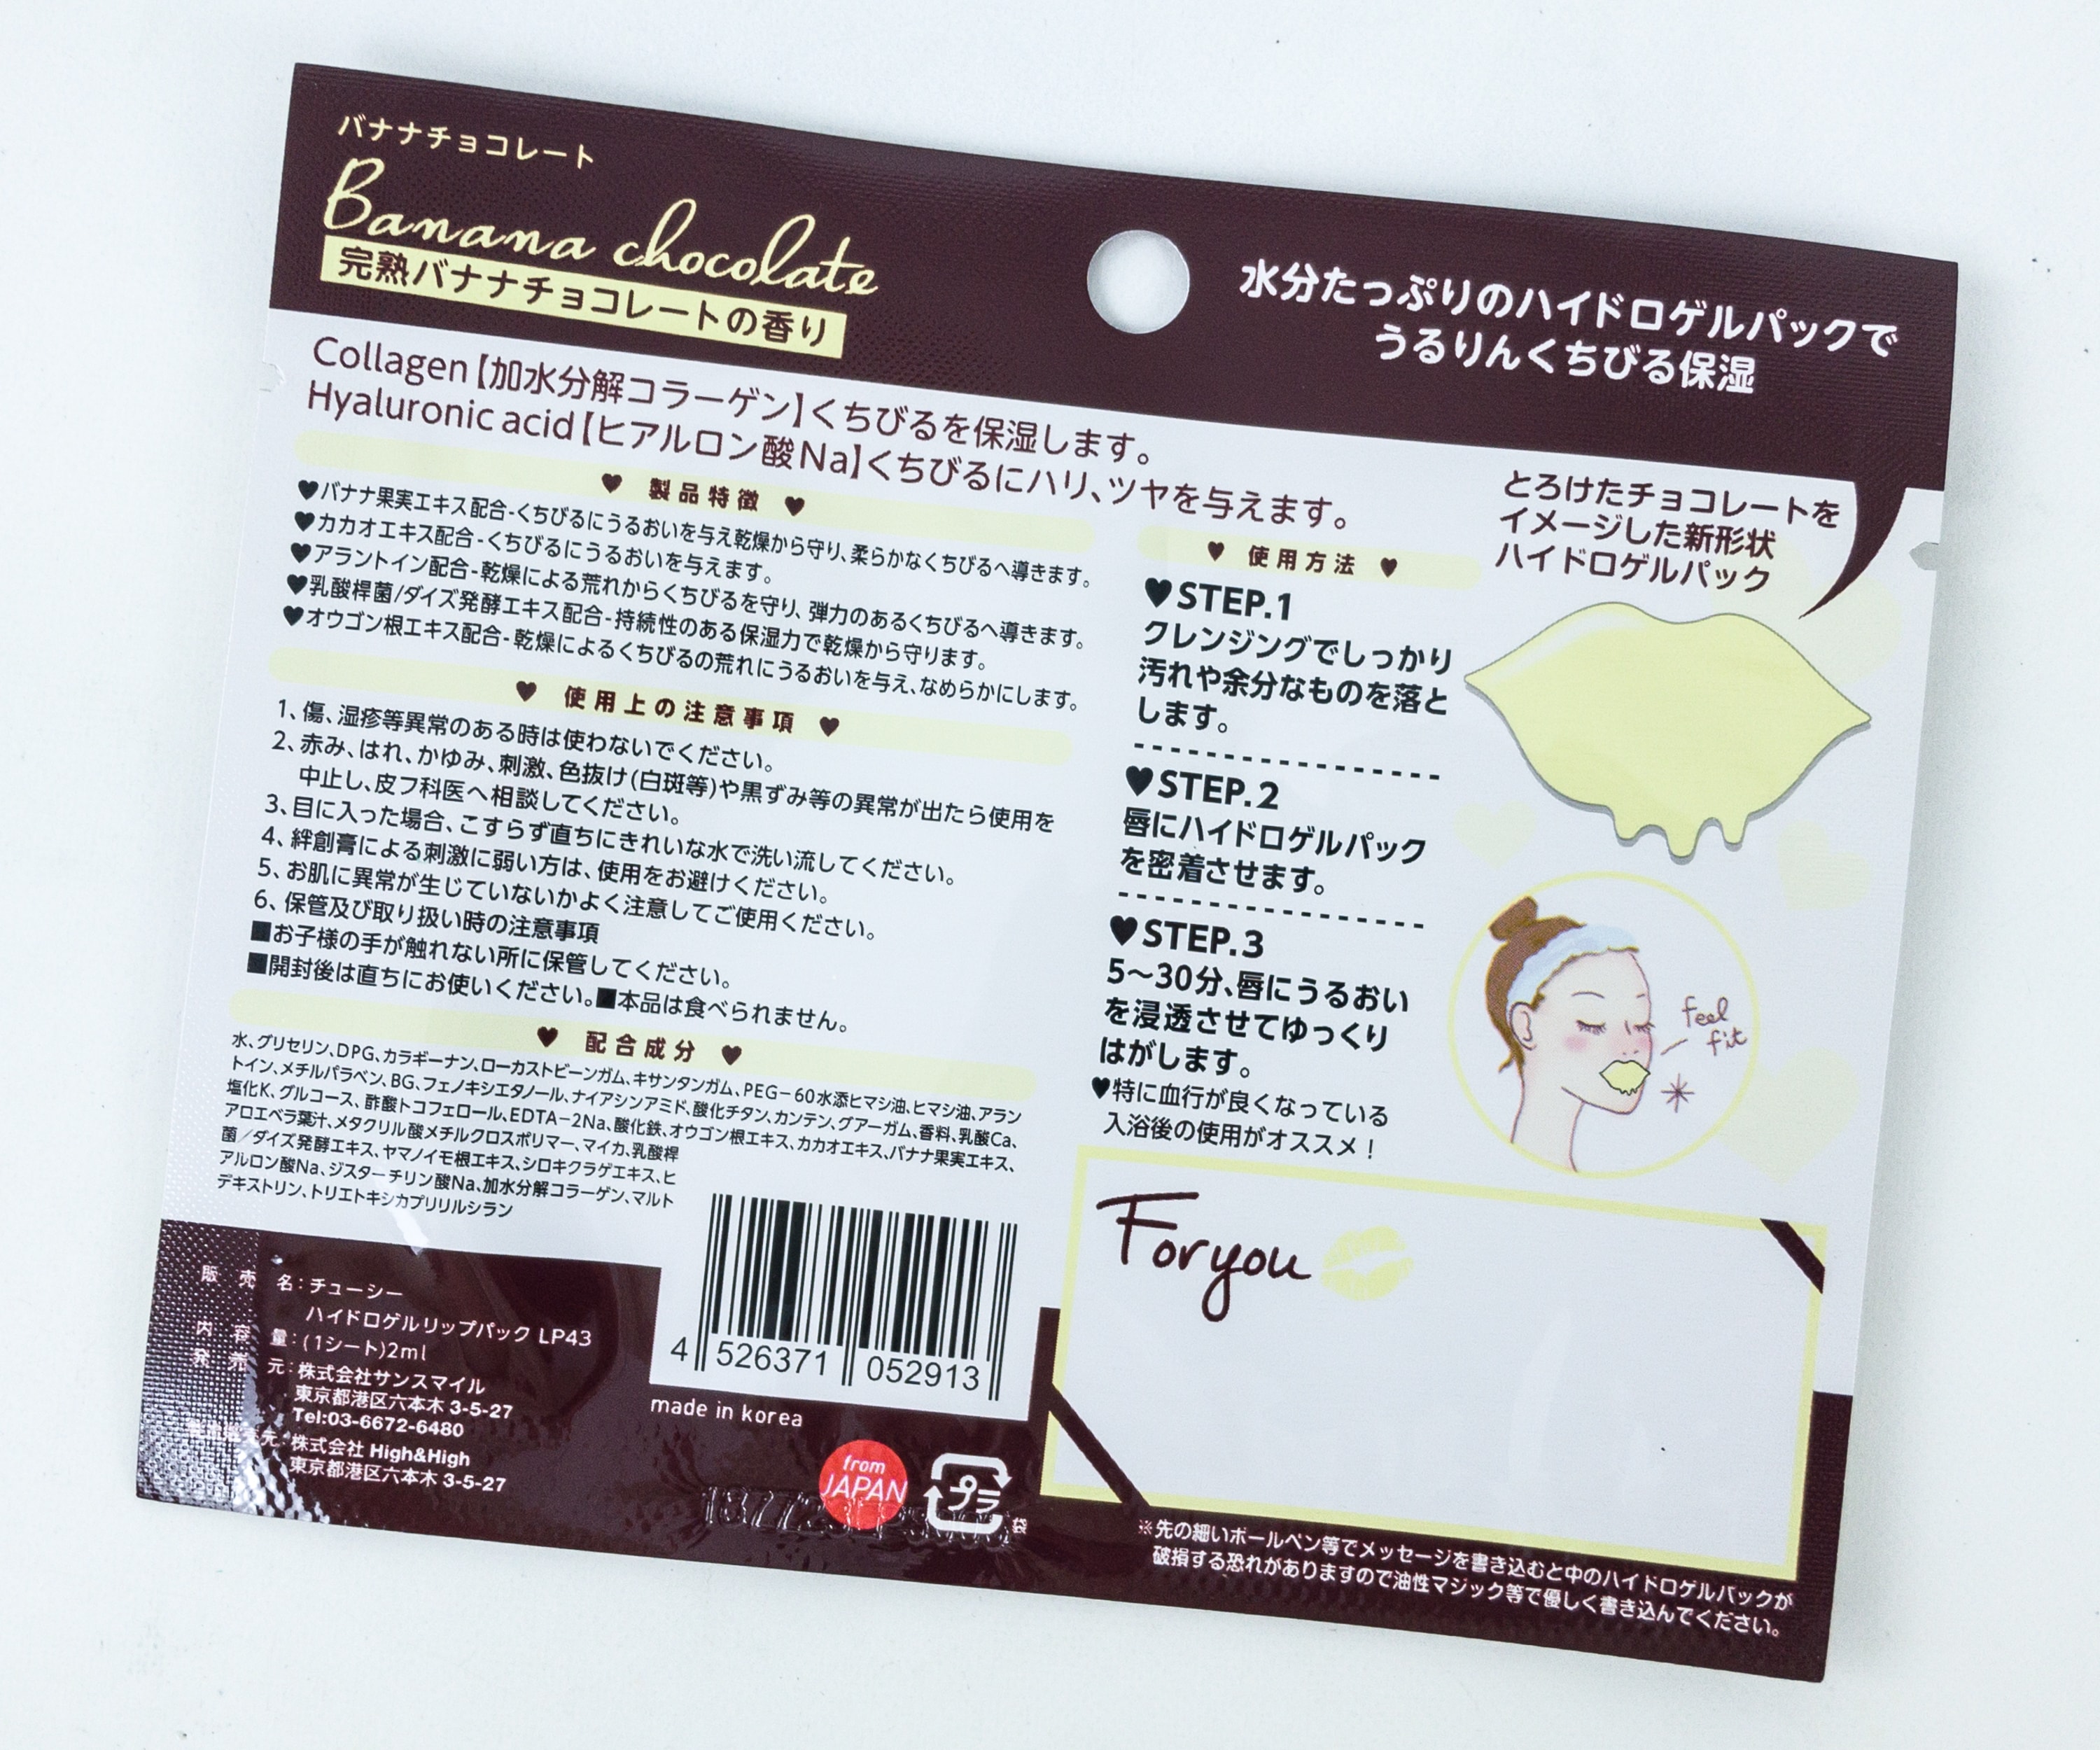 バナナチョコレート
Banana chocolate
完熟バナナチョコレートの香り
水分たっぷりのハイドロゲルパックで
うるりんくちびる保湿
Collagen【加水分解コラーゲン】くちびるを保湿します。
Hyaluronic acid【ヒアルロン酸Na】くちびるにハリ、ツヤを与えます。
♥ 製品特徴 ♥
♥バナナ果実エキス配合-くちびるにうるおいを与え乾燥から守り、柔らかなくちびるへ導きます。
♥カカオエキス配合-くちびるにうるおいを与えます。
♥アラントイン配合-乾燥による荒れからくちびるを守り、弾力のあるくちびるへ導きます。
♥乳酸桿菌/ダイズ発酵エキス配合-持続性のある保湿力で乾燥から守ります。
♥オウゴン根エキス配合-乾燥によるくちびるの荒れにうるおいを与え、なめらかにします。
♥ 使用上の注意事項 ♥
1、傷、湿疹等異常のある時は使わないでください。
2、赤み、はれ、かゆみ、刺激、色抜け(白斑等)や黒ずみ等の異常が出たら使用を
中止し、皮フ科医へ相談してください。
3、目に入った場合、こすらず直ちにきれいな水で洗い流してください。
4、絆創膏による刺激に弱い方は、使用をお避けください。
5、お肌に異常が生じていないかよく注意してご使用ください。
6、保管及び取り扱い時の注意事項
■お子様の手が触れない所に保管してください。
■開封後は直ちにお使いください。■本品は食べられません。
♥ 配合成分 ♥
水、グリセリン、DPG、カラギーナン、ローカストビーンガム、キサンタンガム、PEG－60水添ヒマシ油、ヒマシ油、アラン
トイン、メチルパラベン、BG、フェノキシエタノール、ナイアシンアミド、酸化チタン、カンテン、グアーガム、香料、乳酸Ca、
塩化K、グルコース、酢酸トコフェロール、EDTA－2Na、酸化鉄、オウゴン根エキス、カカオエキス、バナナ果実エキス、
アロエベラ葉汁、メタクリル酸メチルクロスポリマー、マイカ、乳酸桿
菌／ダイズ発酵エキス、ヤマノイモ根エキス、シロキクラゲエキス、ヒ
アルロン酸Na、ジステアリン酸Na、加水分解コラーゲン、マルト
デキストリン、トリエトキシカプリリルシラン
販売名：チューシー
ハイドロゲルリップパック LP43
内容量：(1シート)2ml
発売元：株式会社サンスマイル
東京都港区六本木 3-5-27
Tel:03-6672-6480
元：株式会社 High&High
東京都港区六本木 3-5-27
4 526371 052913
made in korea
from
JAPAN
プラ
袋
とろけたチョコレートを
イメージした新形状
ハイドロゲルパック
♥ 使用方法 ♥
♥STEP.1
クレンジングでしっかり
汚れや余分なものを落と
します。
♥STEP.2
唇にハイドロゲルパック
を密着させます。
♥STEP.3
5〜30分、唇にうるおい
を浸透させてゆっくり
はがします。
♥特に血行が良くなっている
入浴後の使用がオススメ！
feel
fit
For you
※先の細いボールペン等でメッセージを書き込むと中のハイドロゲルパックが
破損する恐れがありますので油性マジック等で優しく書き込んでください。